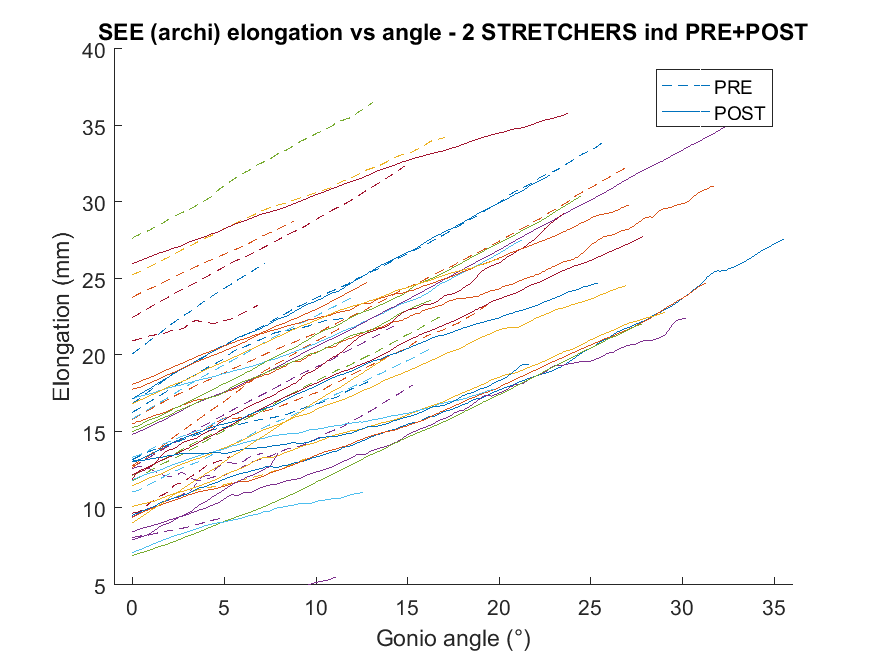 SEE (archi) elongation vs angle - 2 STRETCHERS ind PRE+POST
40
35
30
25
20
15
10
5
Elongation (mm)
PRE
POST
0 5 10 15 20 25 30 35
Gonio angle (°)